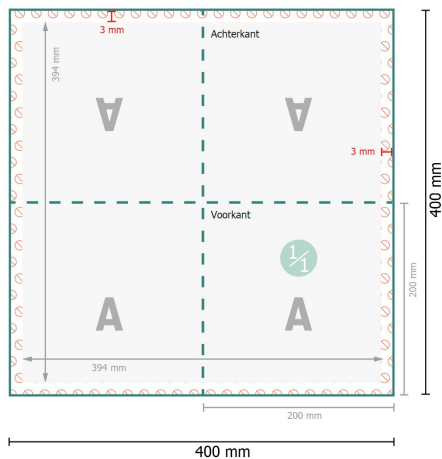 3 mm
Achterkant
394 mm
A A
3 mm
400 mm
Voorkant
1/1
200 mm
A A
394 mm
200 mm
400 mm